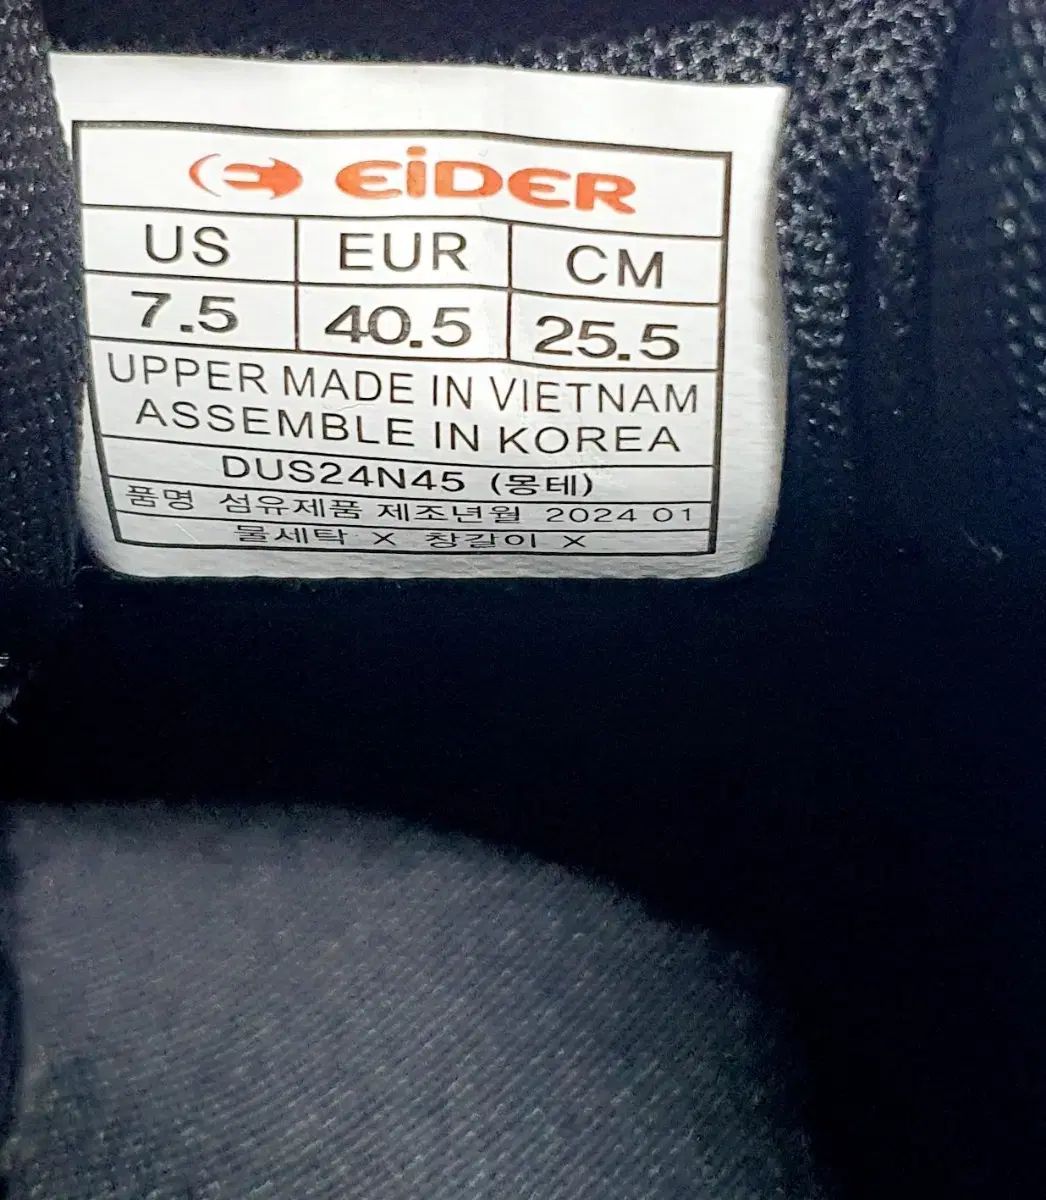 EiDER
US EUR CM
7.5 40.5 25.5
UPPER MADE IN VIETNAM
ASSEMBLE IN KOREA
DUS24N45 (몽테)
품명 섬유제품 제조년월 2024 01
물세탁 X 창갈이 X